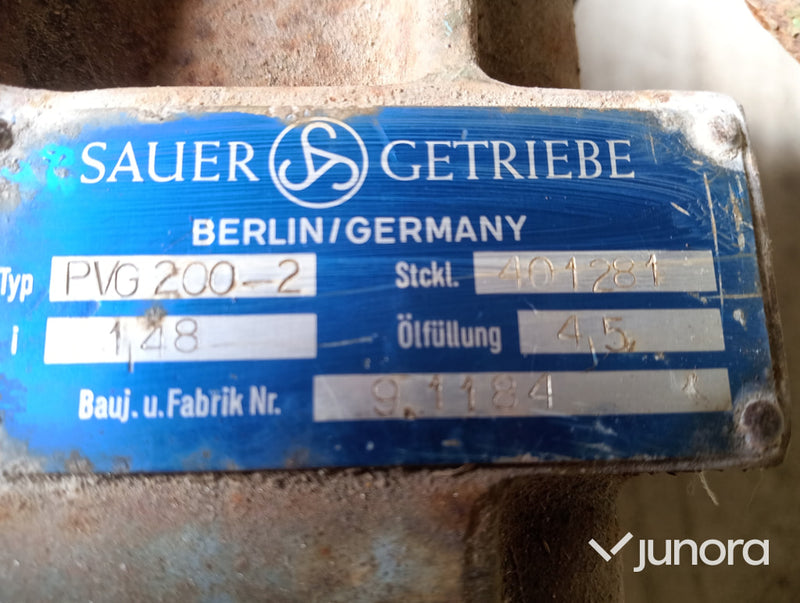 SAUER GETRIEBE
BERLIN/GERMANY
Typ PVG 200-2 Stckl. 401281
i 1,48 Ölfüllung 4,5
Bauj. u. Fabrik Nr. 9.1184
junora